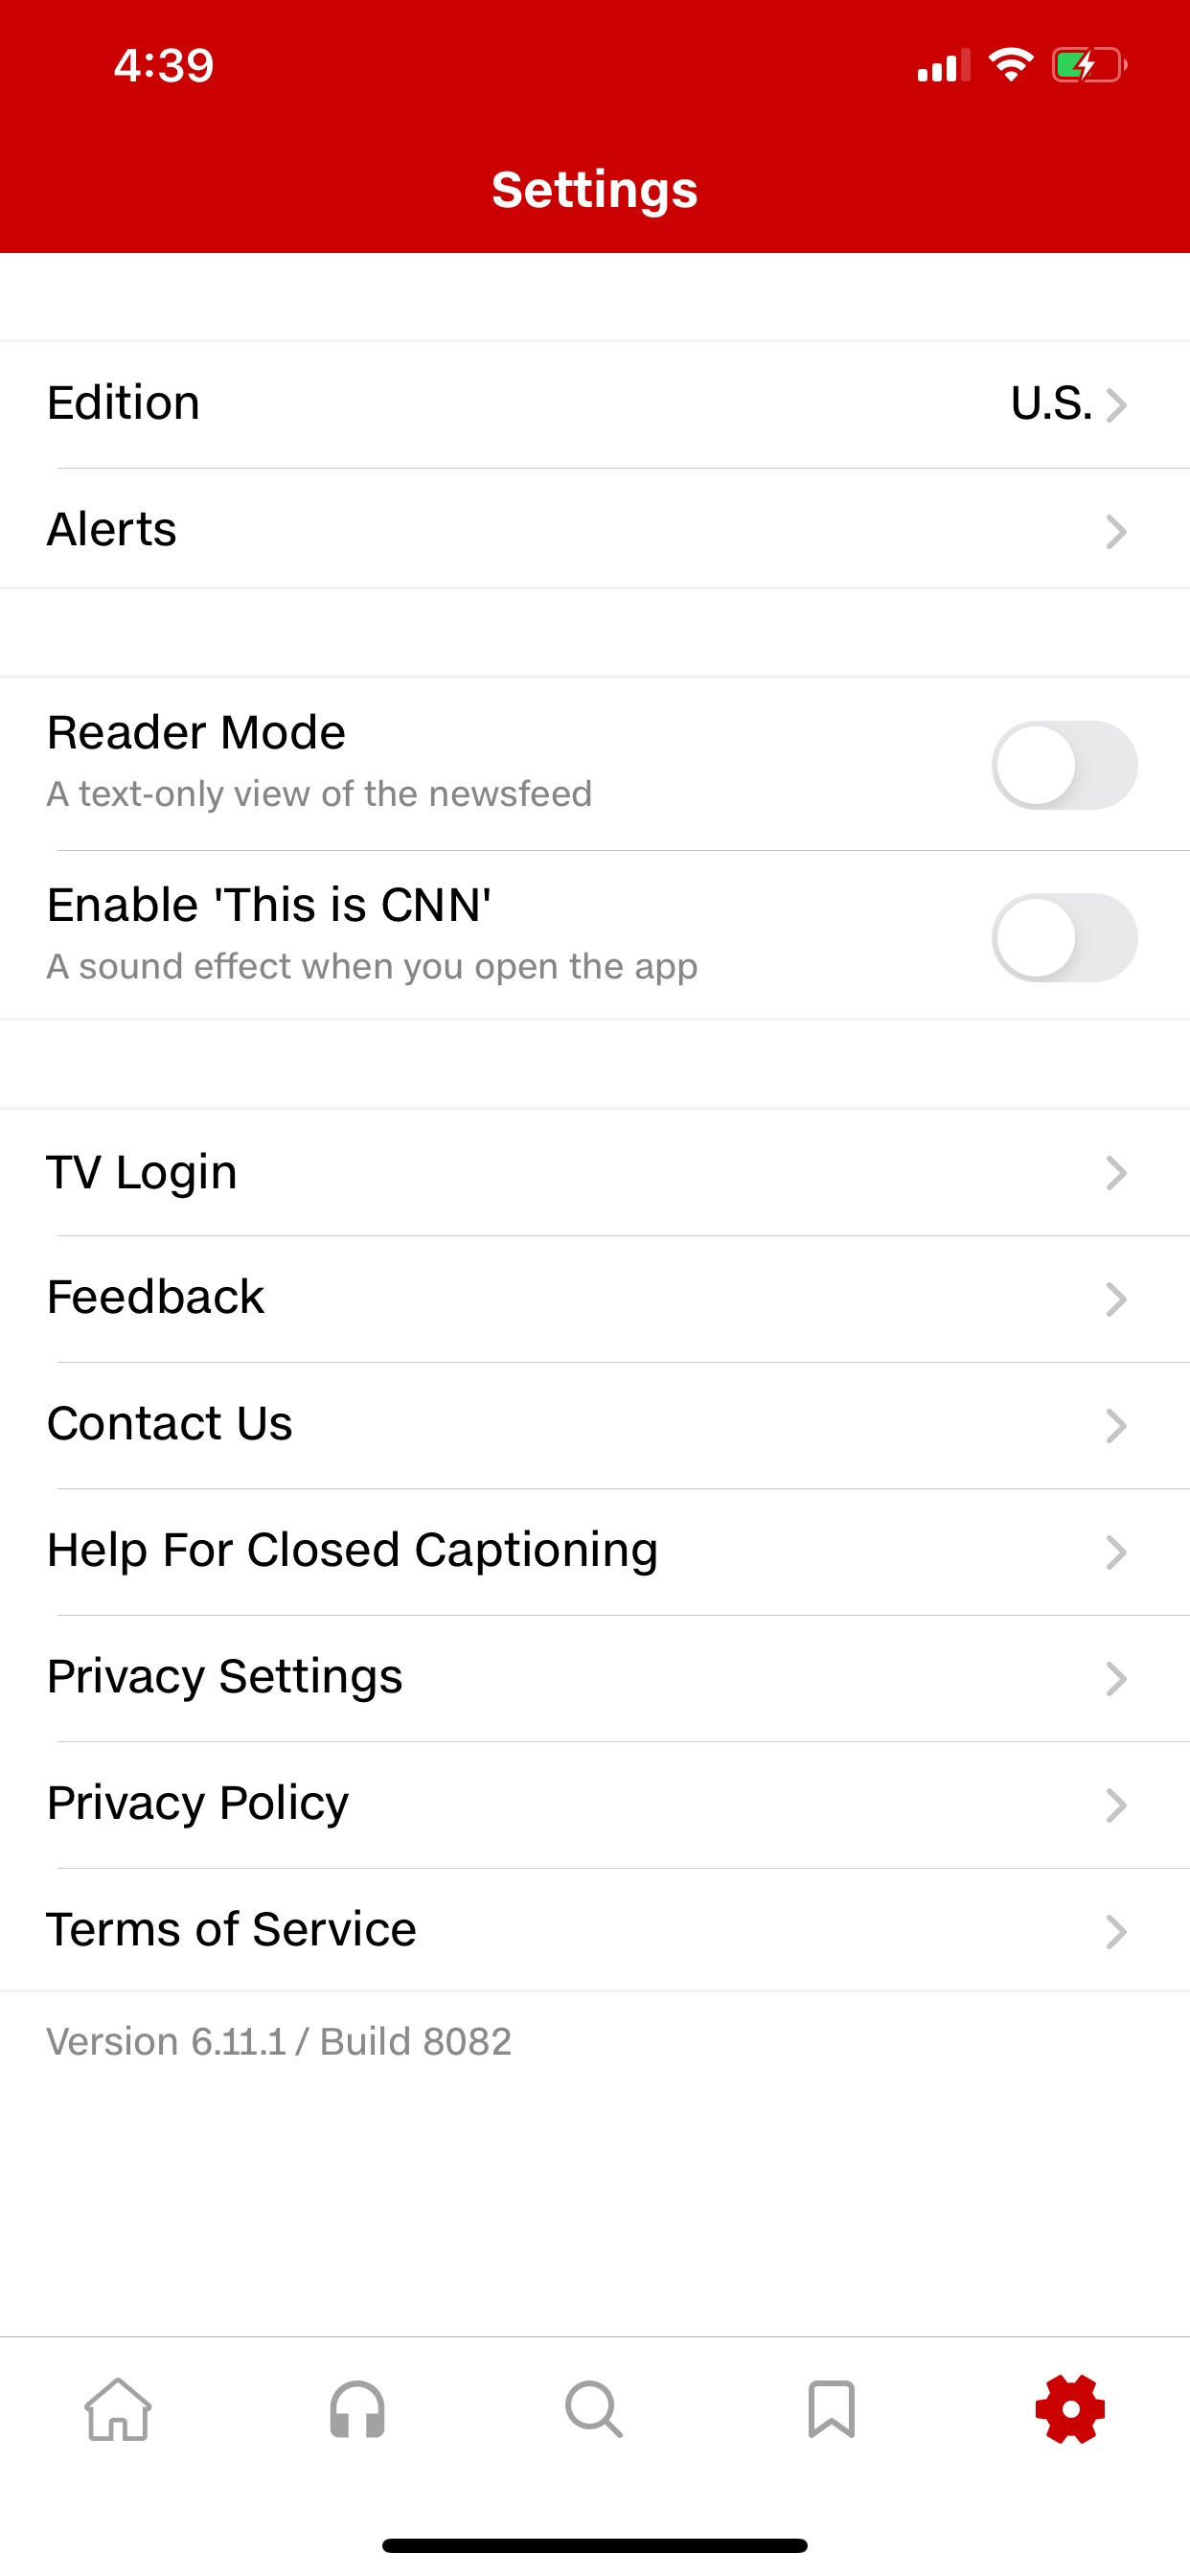 4:39
Settings
Edition U.S.
Alerts
Reader Mode
A text-only view of the newsfeed
Enable 'This is CNN'
A sound effect when you open the app
TV Login
Feedback
Contact Us
Help For Closed Captioning
Privacy Settings
Privacy Policy
Terms of Service
Version 6.11.1 / Build 8082